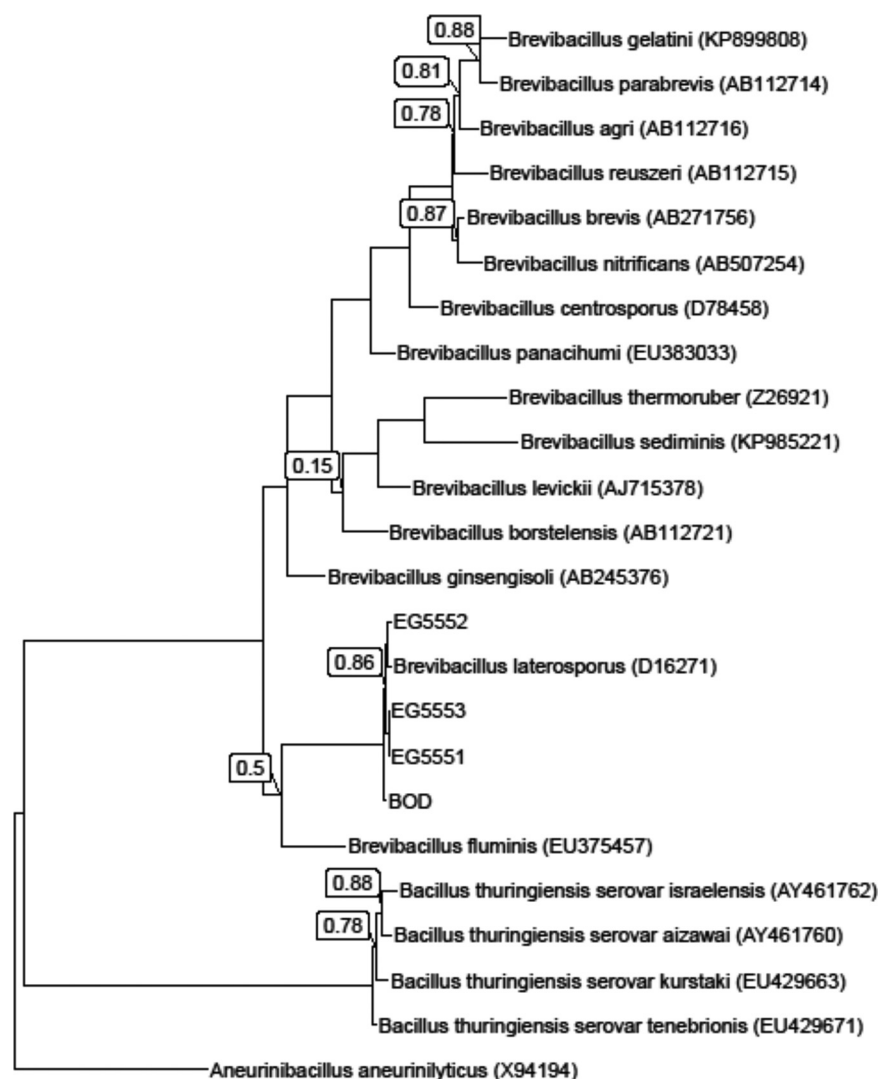 0.88
Brevibacillus gelatini (KP899808)
0.81
Brevibacillus parabrevis (AB112714)
0.78
Brevibacillus agri (AB112716)
Brevibacillus reuszeri (AB112715)
0.87
Brevibacillus brevis (AB271756)
Brevibacillus nitrificans (AB507254)
Brevibacillus centrosporus (D78458)
Brevibacillus panacihumi (EU383033)
Brevibacillus thermoruber (Z26921)
Brevibacillus sediminis (KP985221)
0.15
Brevibacillus levickii (AJ715378)
Brevibacillus borstelensis (AB112721)
Brevibacillus ginsengisoli (AB245376)
EG5552
0.86
Brevibacillus laterosporus (D16271)
EG5553
EG5551
0.5
BOD
Brevibacillus fluminis (EU375457)
0.88
Bacillus thuringiensis serovar israelensis (AY461762)
0.78
Bacillus thuringiensis serovar aizawai (AY461760)
Bacillus thuringiensis serovar kurstaki (EU429663)
Bacillus thuringiensis serovar tenebrionis (EU429671)
Aneurinibacillus aneurinilyticus (X94194)